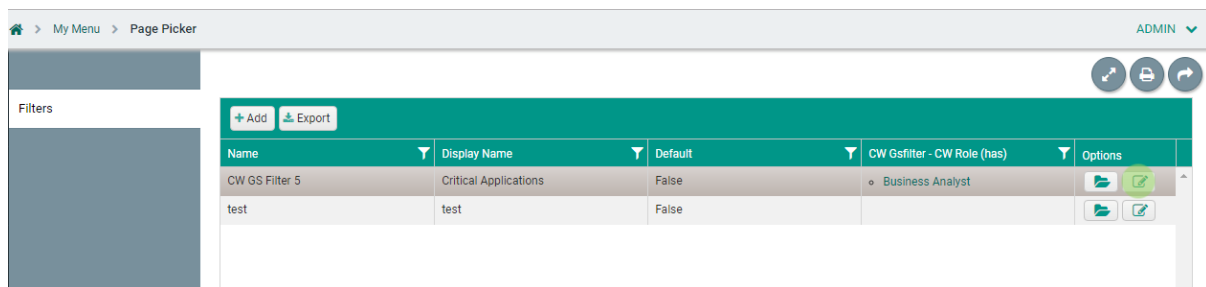 > My Menu > Page Picker ADMIN
Filters
+ Add Export
Name Display Name Default CW Gsfilter - CW Role (has) Options
CW GS Filter 5 Critical Applications False Business Analyst
test test False